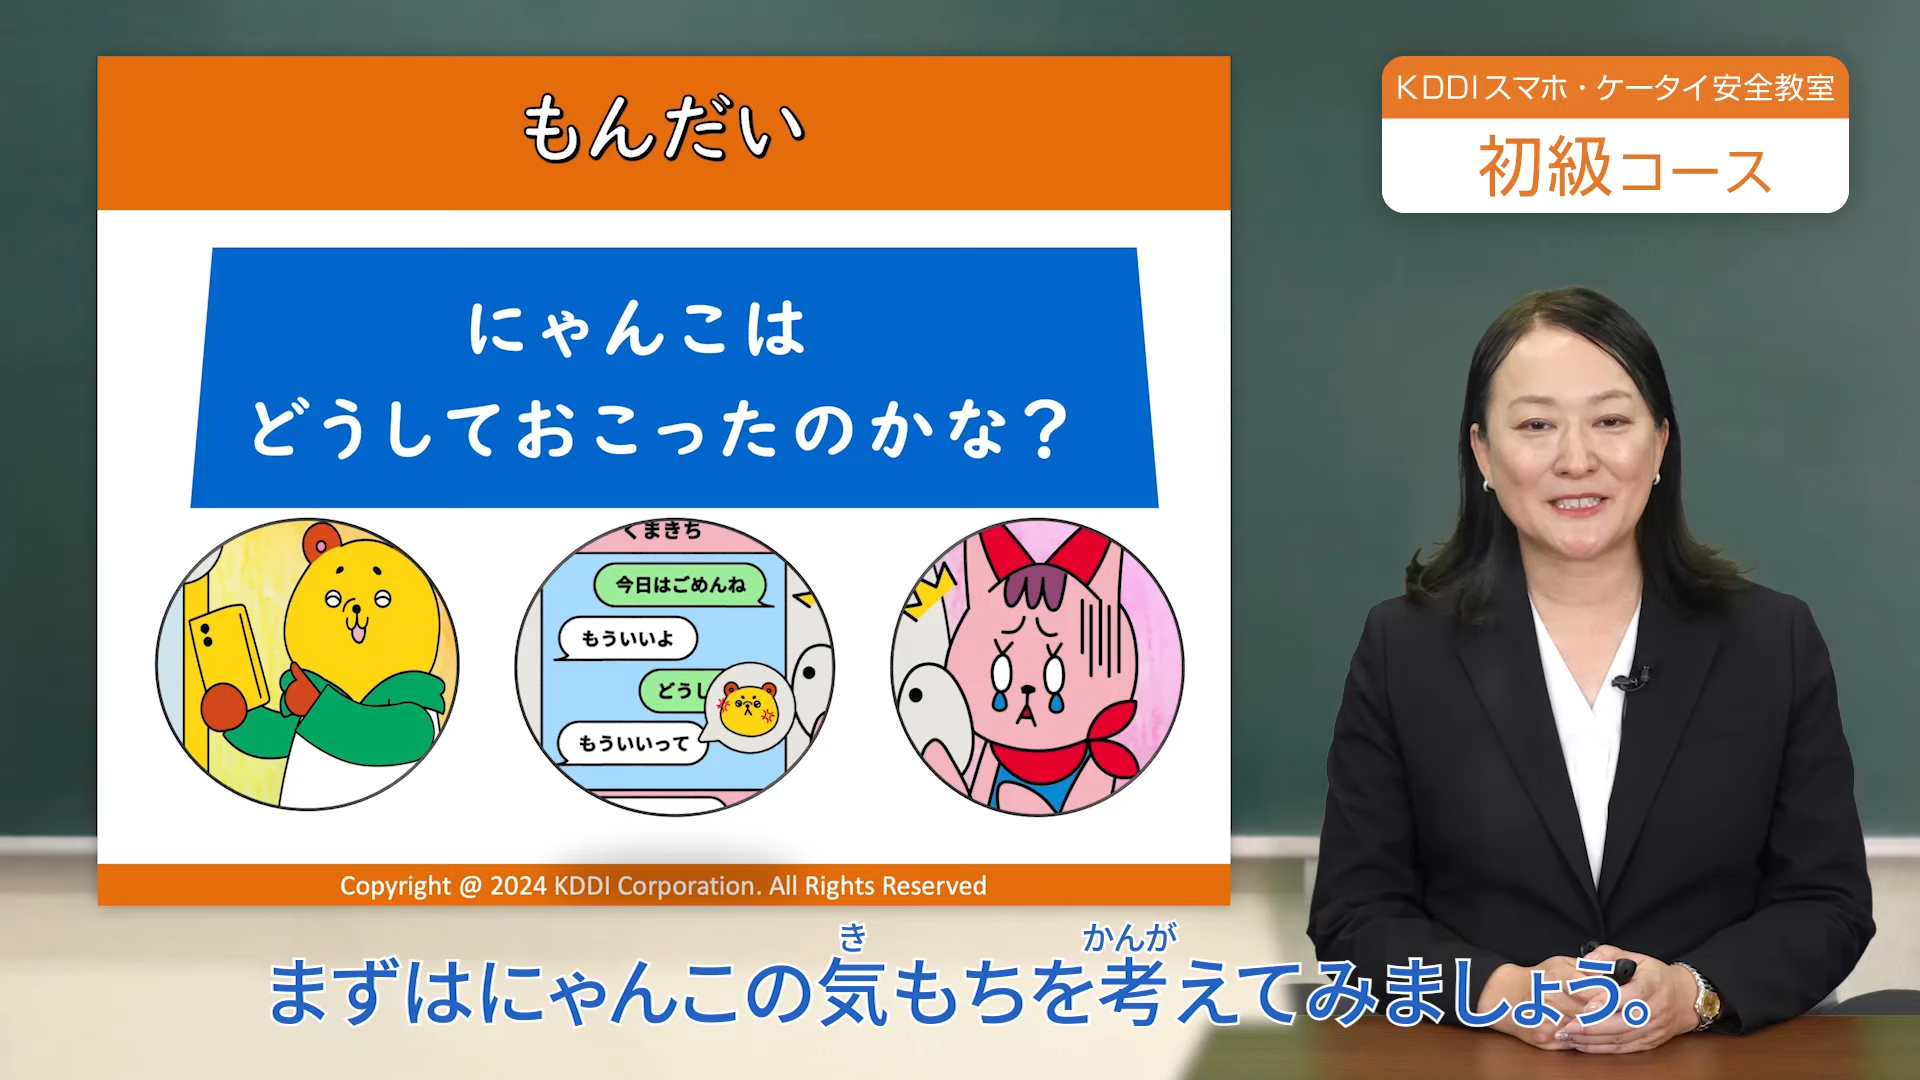 もんだい
KDDIスマホ・ケータイ安全教室
初級コース
にゃんこは
どうしておこったのかな？
くまきち
今日はごめんね
もういいよ
どうし
もういいって
Copyright @ 2024 KDDI Corporation. All Rights Reserved
き かんが
まずはにゃんこの気もちを考えてみましょう。